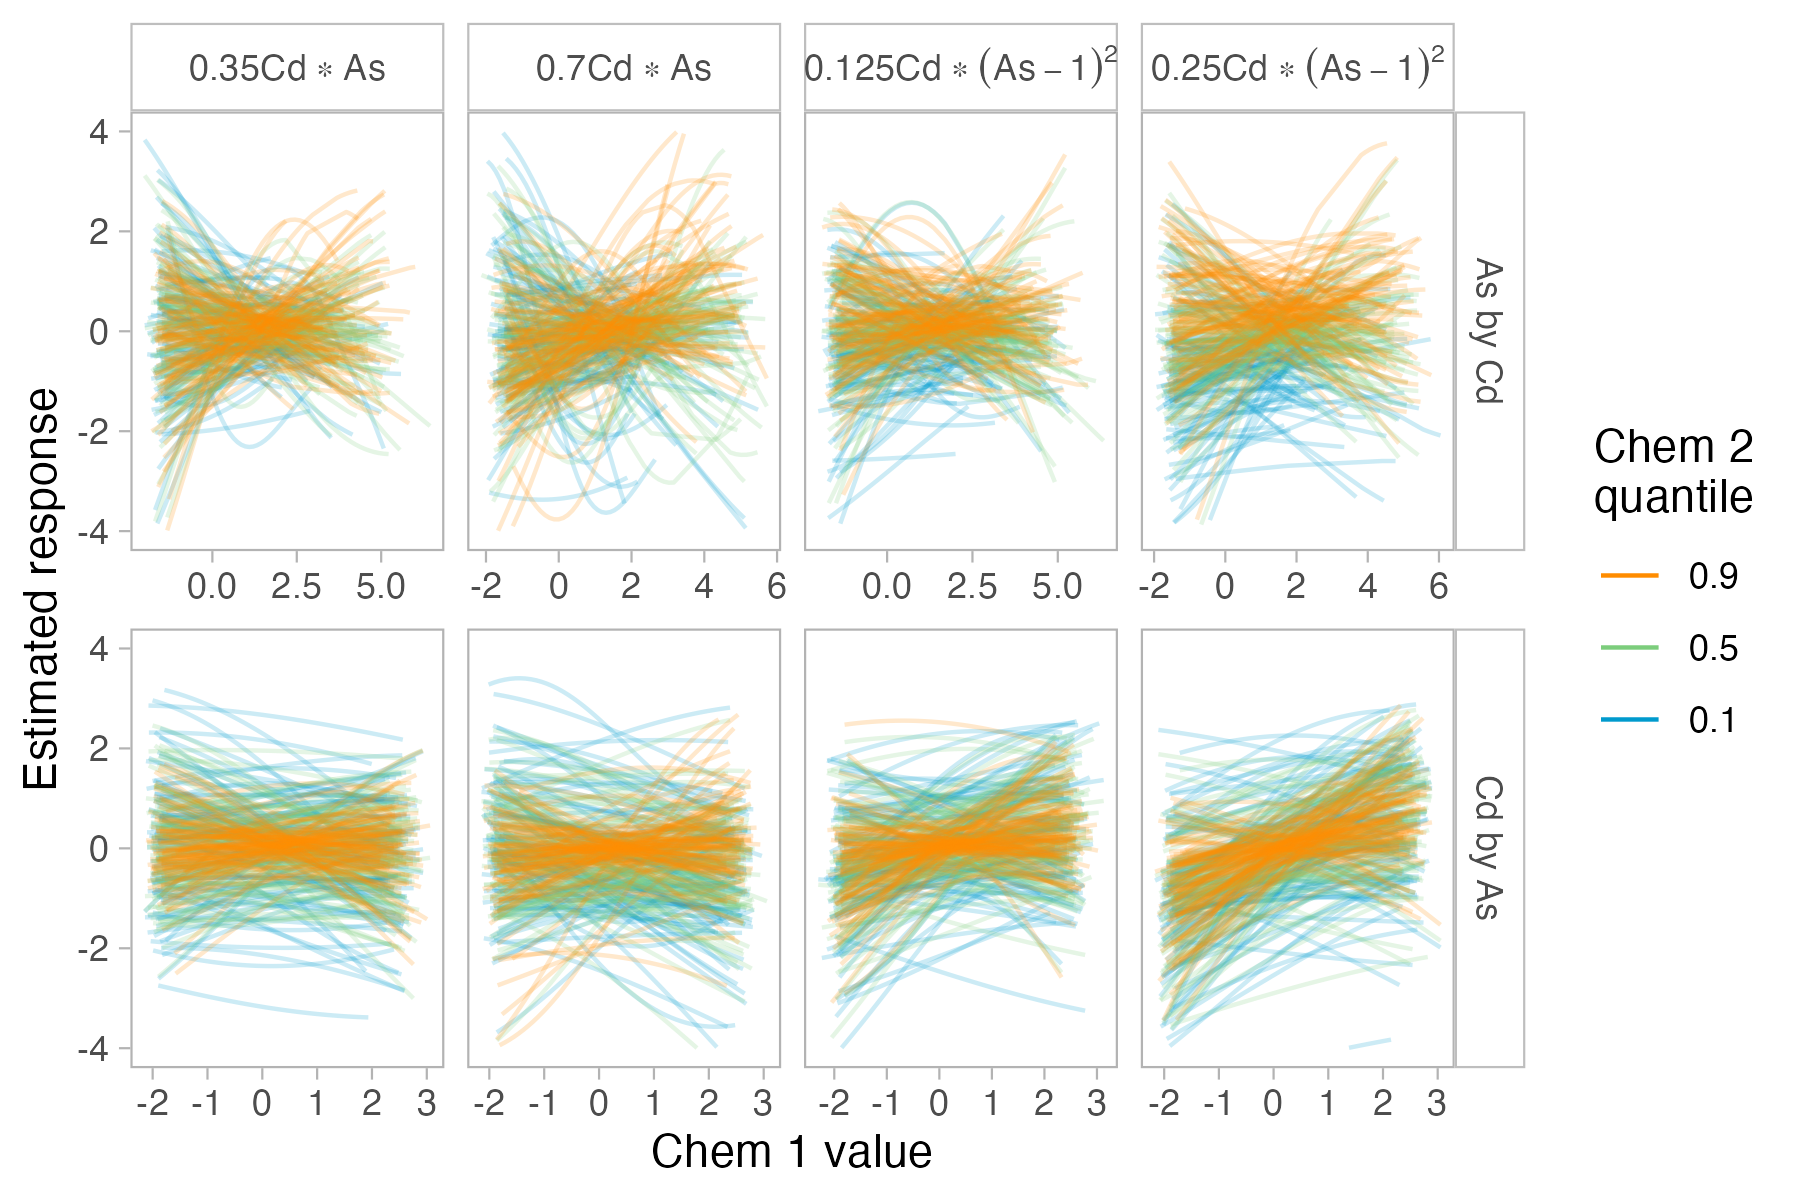 0.35Cd ∗ As
0.7Cd ∗ As
0.125Cd ∗ (As − 1)²
0.25Cd ∗ (As − 1)²
4
2
0
-2
-4
As by Cd
0.0 2.5 5.0
-2 0 2 4 6
0.0 2.5 5.0
-2 0 2 4 6
4
2
0
-2
-4
Cd by As
-2 -1 0 1 2 3
-2 -1 0 1 2 3
-2 -1 0 1 2 3
-2 -1 0 1 2 3
Estimated response
Chem 1 value
Chem 2
quantile
0.9
0.5
0.1